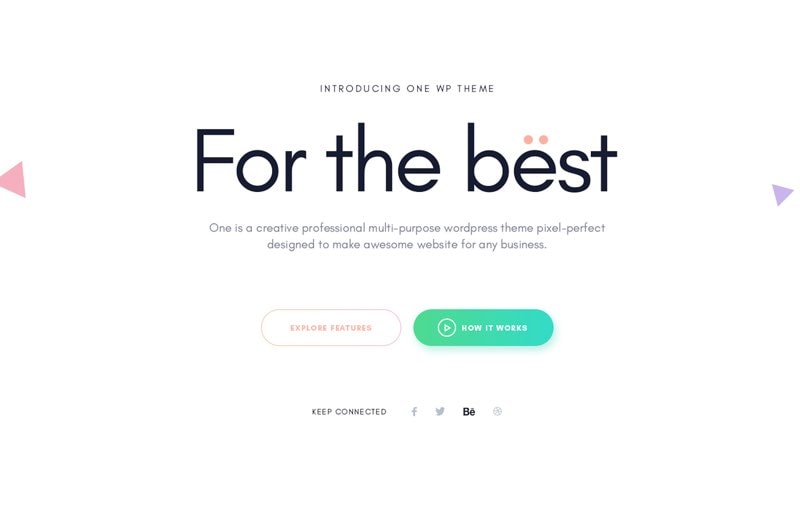 INTRODUCING ONE WP THEME
For the bëst
One is a creative professional multi-purpose wordpress theme pixel-perfect
designed to make awesome website for any business.
EXPLORE FEATURES
HOW IT WORKS
KEEP CONNECTED
Bē